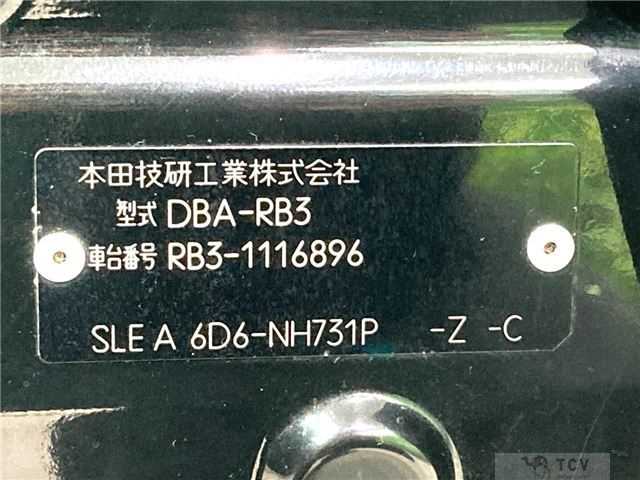 本田技研工業株式会社
型式 DBA-RB3
車台番号 RB3-1116896
SLE A 6D6-NH731P -Z -C
TCV